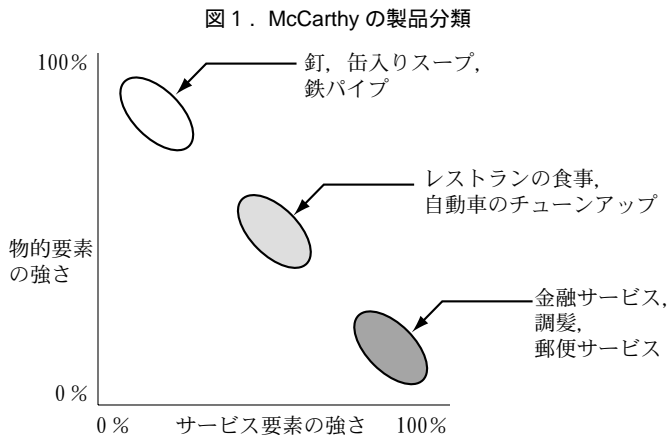 図１．McCarthy の製品分類
100％
釘，缶入りスープ，
鉄パイプ
レストランの食事，
自動車のチューンアップ
物的要素
の強さ
金融サービス，
調髪，
郵便サービス
0％
0％ サービス要素の強さ 100％